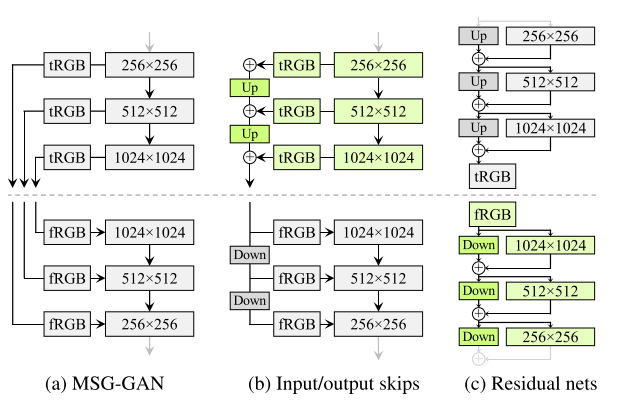 tRGB 256×256
tRGB 512×512
tRGB 1024×1024
fRGB 1024×1024
fRGB 512×512
fRGB 256×256
(a) MSG-GAN
tRGB 256×256
Up
tRGB 512×512
Up
tRGB 1024×1024
fRGB 1024×1024
Down
fRGB 512×512
Down
fRGB 256×256
(b) Input/output skips
Up 256×256
Up 512×512
Up 1024×1024
tRGB
fRGB
Down 1024×1024
Down 512×512
Down 256×256
(c) Residual nets